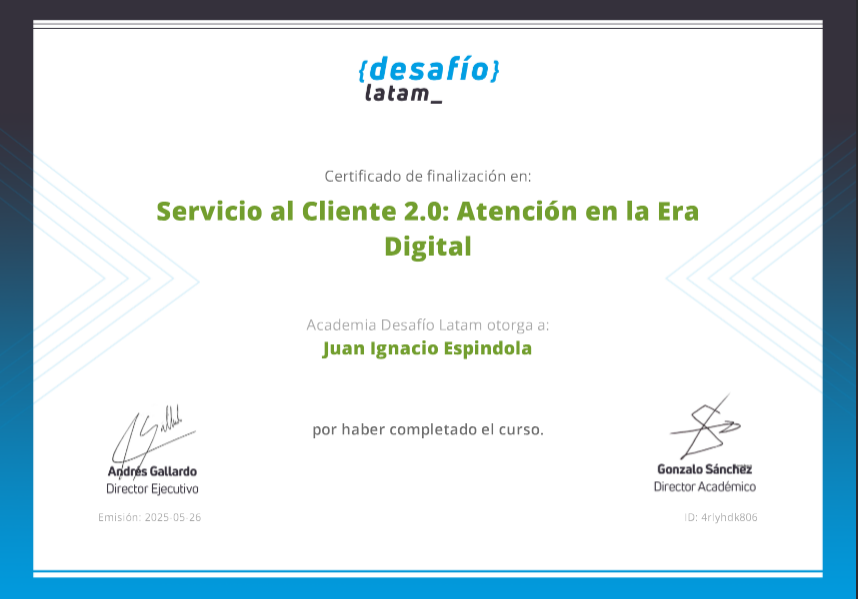 {desafío}
latam_
Certificado de finalización en:
Servicio al Cliente 2.0: Atención en la Era
Digital
Academia Desafío Latam otorga a:
Juan Ignacio Espindola
por haber completado el curso.
Andrés Gallardo
Director Ejecutivo
Emisión: 2025-05-26
Gonzalo Sánchez
Director Académico
ID: 4rlyhdk806